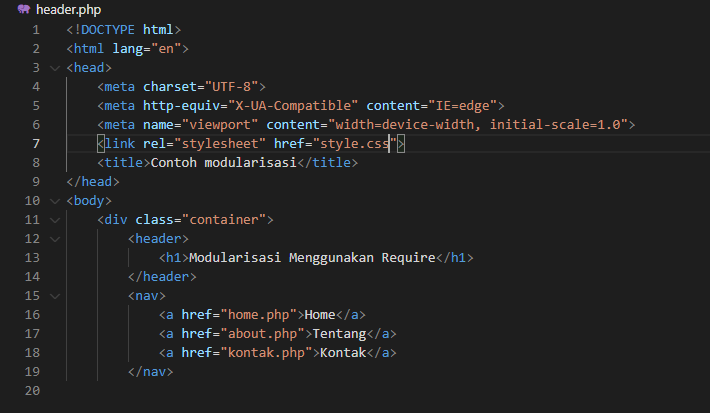 header.php
1 <!DOCTYPE html>
2 <html lang="en">
3 <head>
4     <meta charset="UTF-8">
5     <meta http-equiv="X-UA-Compatible" content="IE=edge">
6     <meta name="viewport" content="width=device-width, initial-scale=1.0">
7     <link rel="stylesheet" href="style.css">
8     <title>Contoh modularisasi</title>
9 </head>
10 <body>
11     <div class="container">
12         <header>
13             <h1>Modularisasi Menggunakan Require</h1>
14         </header>
15         <nav>
16             <a href="home.php">Home</a>
17             <a href="about.php">Tentang</a>
18             <a href="kontak.php">Kontak</a>
19         </nav>
20